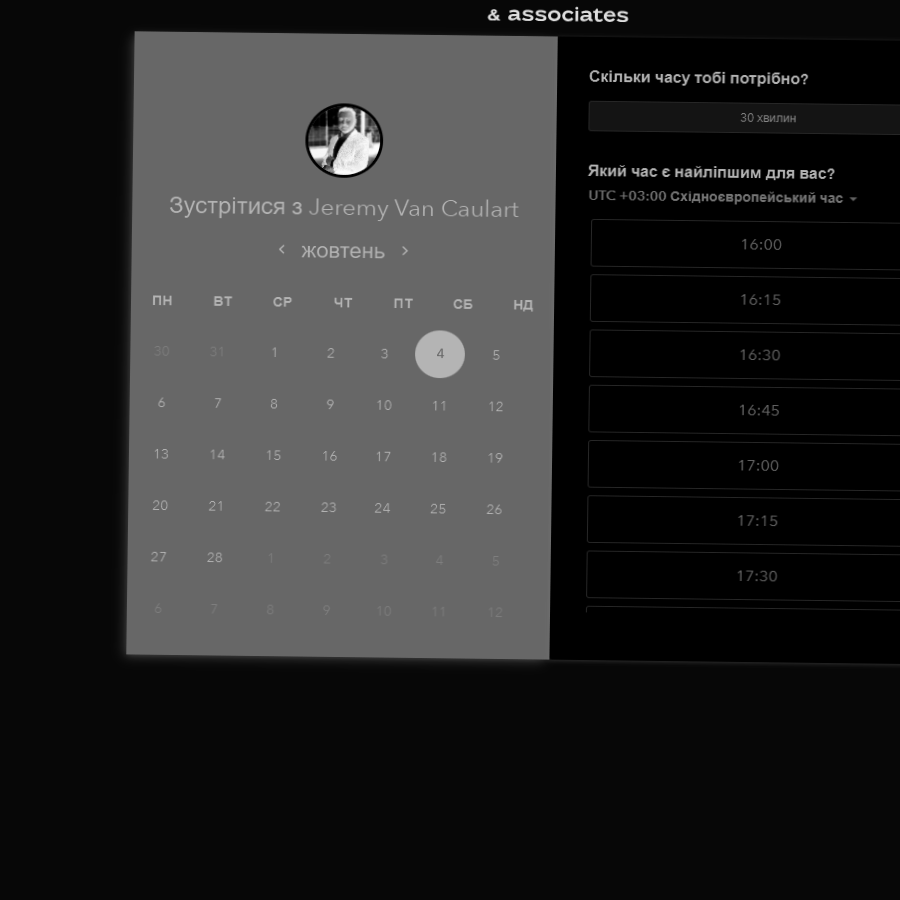 & associates
Зустрітися з Jeremy Van Caulart
жовтень
ПН ВТ СР ЧТ ПТ СБ НД
30 31 1 2 3 4 5
6 7 8 9 10 11 12
13 14 15 16 17 18 19
20 21 22 23 24 25 26
27 28 1 2 3 4 5
6 7 8 9 10 11 12
Скільки часу тобі потрібно?
30 хвилин
Який час є найліпшим для вас?
UTC +03:00 Східноєвропейський час
16:00
16:15
16:30
16:45
17:00
17:15
17:30